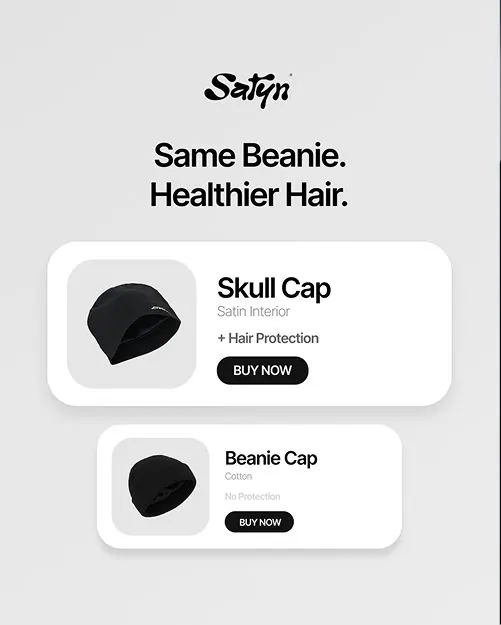 Satyn
Same Beanie.
Healthier Hair.
Skull Cap
Satin Interior
+ Hair Protection
BUY NOW
Beanie Cap
Cotton
No Protection
BUY NOW